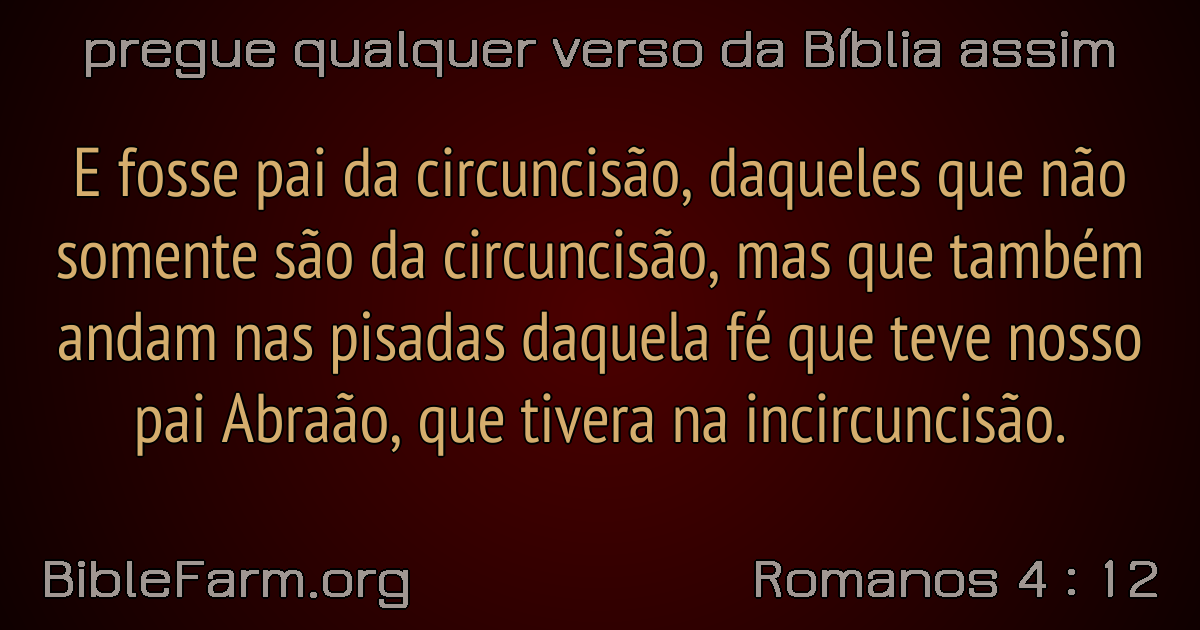 pregue qualquer verso da Bíblia assim
E fosse pai da circuncisão, daqueles que não
somente são da circuncisão, mas que também
andam nas pisadas daquela fé que teve nosso
pai Abraão, que tivera na incircuncisão.
BibleFarm.org
Romanos 4 : 12